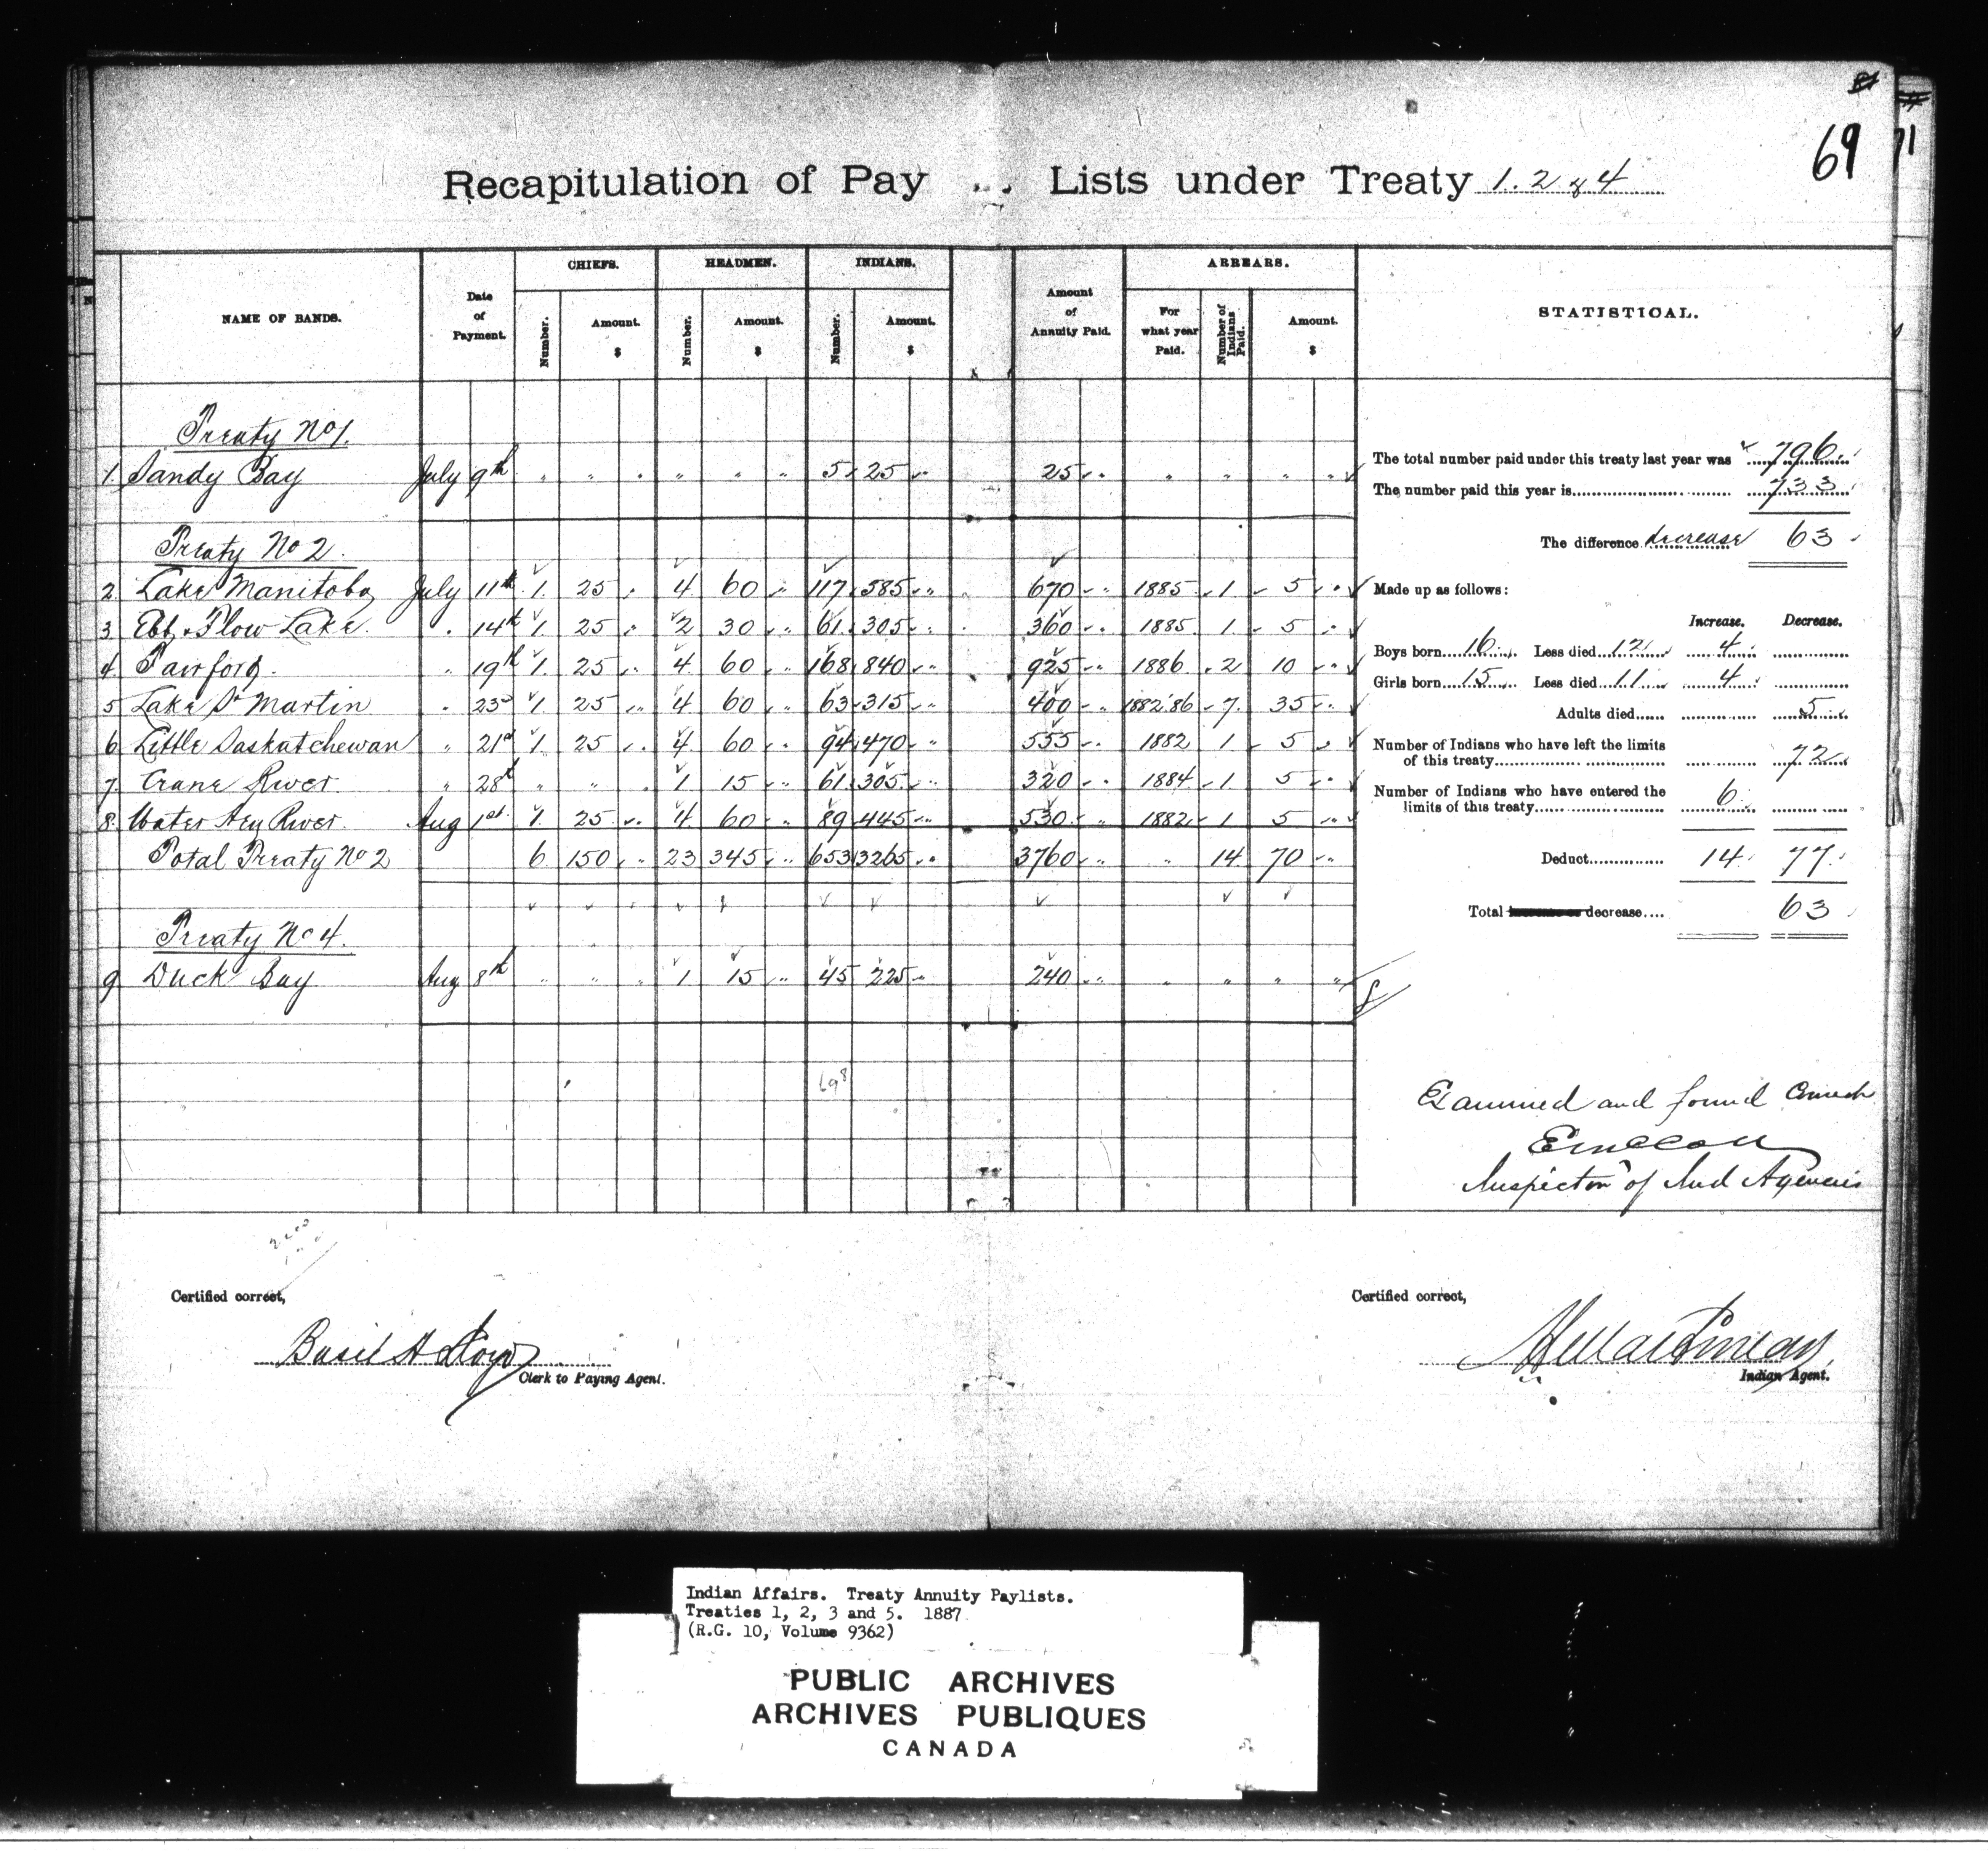 69
71
Recapitulation of Pay Lists under Treaty 1. 2 & 4
NAME OF BANDS. Date of Payment. CHIEFS. HEADMEN. INDIANS. Amount of Annuity Paid. ARREARS. STATISTICAL.
Number. Amount. $ Number. Amount. $ Number. Amount. $ For what year Paid. Number of Indians Paid. Amount. $
Treaty No 1.
1. Sandy Bay July 9th " " " " " " 5 25 " 25 " " " " "
Treaty No 2.
2 Lake Manitoba July 11th 1 25 " 4 60 " 117 585 " 670 " 1885 1 5 "
3 Ebb & Flow Lake " 14th 1 25 " 2 30 " 61 305 " 360 " 1885 1 5 "
4 Fairford " 19th 1 25 " 4 60 " 168 840 " 925 " 1886 2 10 "
5 Lake St Martin " 23d 1 25 " 4 60 " 63 315 " 400 " 1882'86 7 35 "
6 Little Saskatchewan " 21st 1 25 " 4 60 " 94 470 " 555 " 1882 1 5 "
7 Crane River " 28th " " 1 15 " 61 305 " 320 " 1884 1 5 "
8 Water Hen River Aug 1st 1 25 " 4 60 " 89 445 " 530 " 1882 1 5 "
Total Treaty No 2 6 150 " 23 345 " 653 3265 " 3760 " " 14 70 "
Treaty No 4.
9 Duck Bay Aug 8th " " " 1 15 " 45 225 " 240 " " " " "
698
The total number paid under this treaty last year was 796.
The number paid this year is 733
The difference decrease 63
Made up as follows:
Increase. Decrease.
Boys born 16 Less died 12 4
Girls born 15 Less died 11 4
Adults died 5
Number of Indians who have left the limits
of this treaty 72
Number of Indians who have entered the
limits of this treaty 6
Deduct 14 77
Total increase or decrease 63
Examined and found Correct
Inspector of Ind Agencies
Certified correct,
Basil H
Clerk to Paying Agent.
Certified correct,
H Martineau
Indian Agent.
Indian Affairs. Treaty Annuity Paylists.
Treaties 1, 2, 3 and 5. 1887
(R.G. 10, Volume 9362)
PUBLIC ARCHIVES
ARCHIVES PUBLIQUES
CANADA